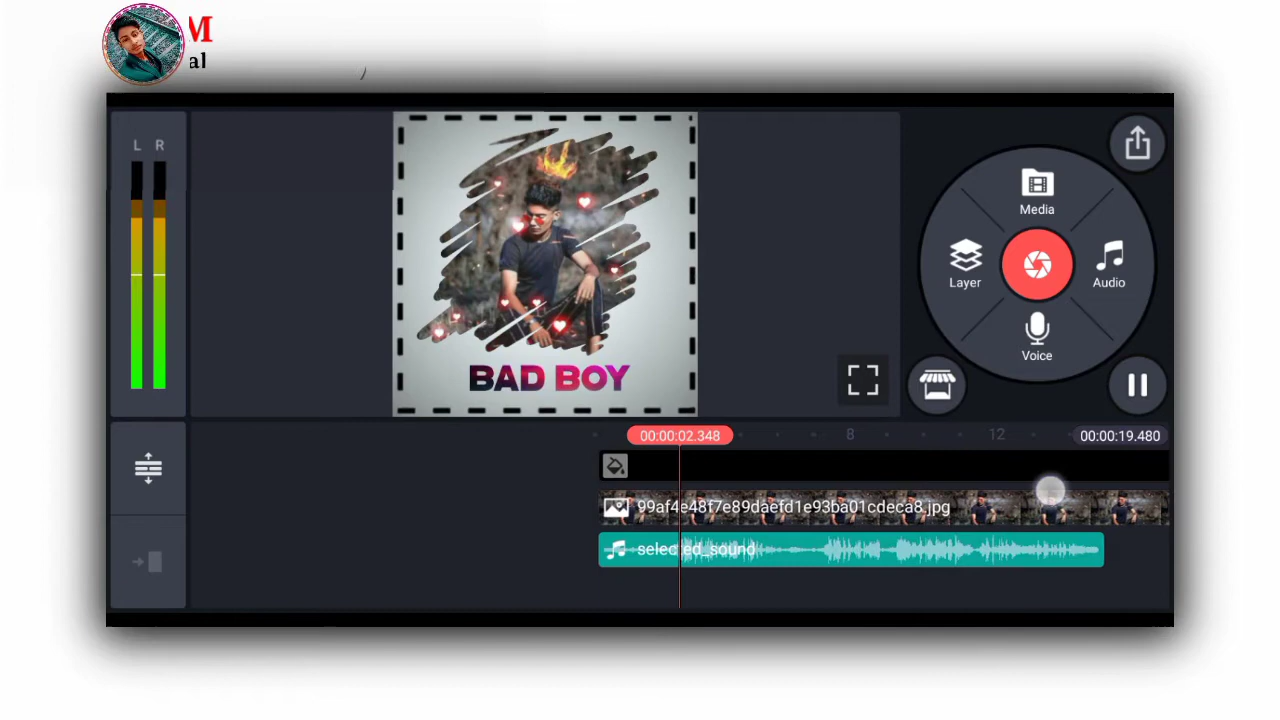 M
al
L R
BAD BOY
Media
Layer
Audio
Voice
00:00:02.348
8
12
00:00:19.480
99af4e48f7e89daefd1e93ba01cdeca8.jpg
selected_sound